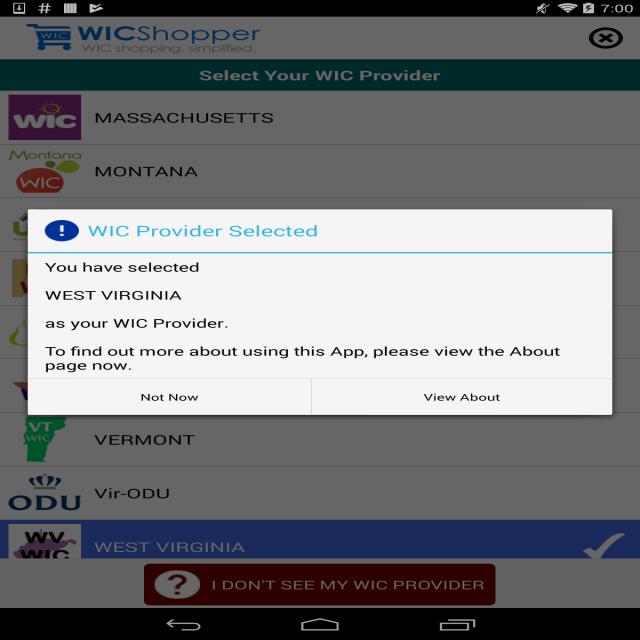 7:00
WIC WICShopper
WIC shopping, simplified.
Select Your WIC Provider
WIC MASSACHUSETTS
Montana
WIC MONTANA
WIC Provider Selected
You have selected
WEST VIRGINIA
as your WIC Provider.
To find out more about using this App, please view the About
page now.
Not Now View About
VT
WIC VERMONT
ODU Vir-ODU
WV
WIC WEST VIRGINIA
? I DON'T SEE MY WIC PROVIDER